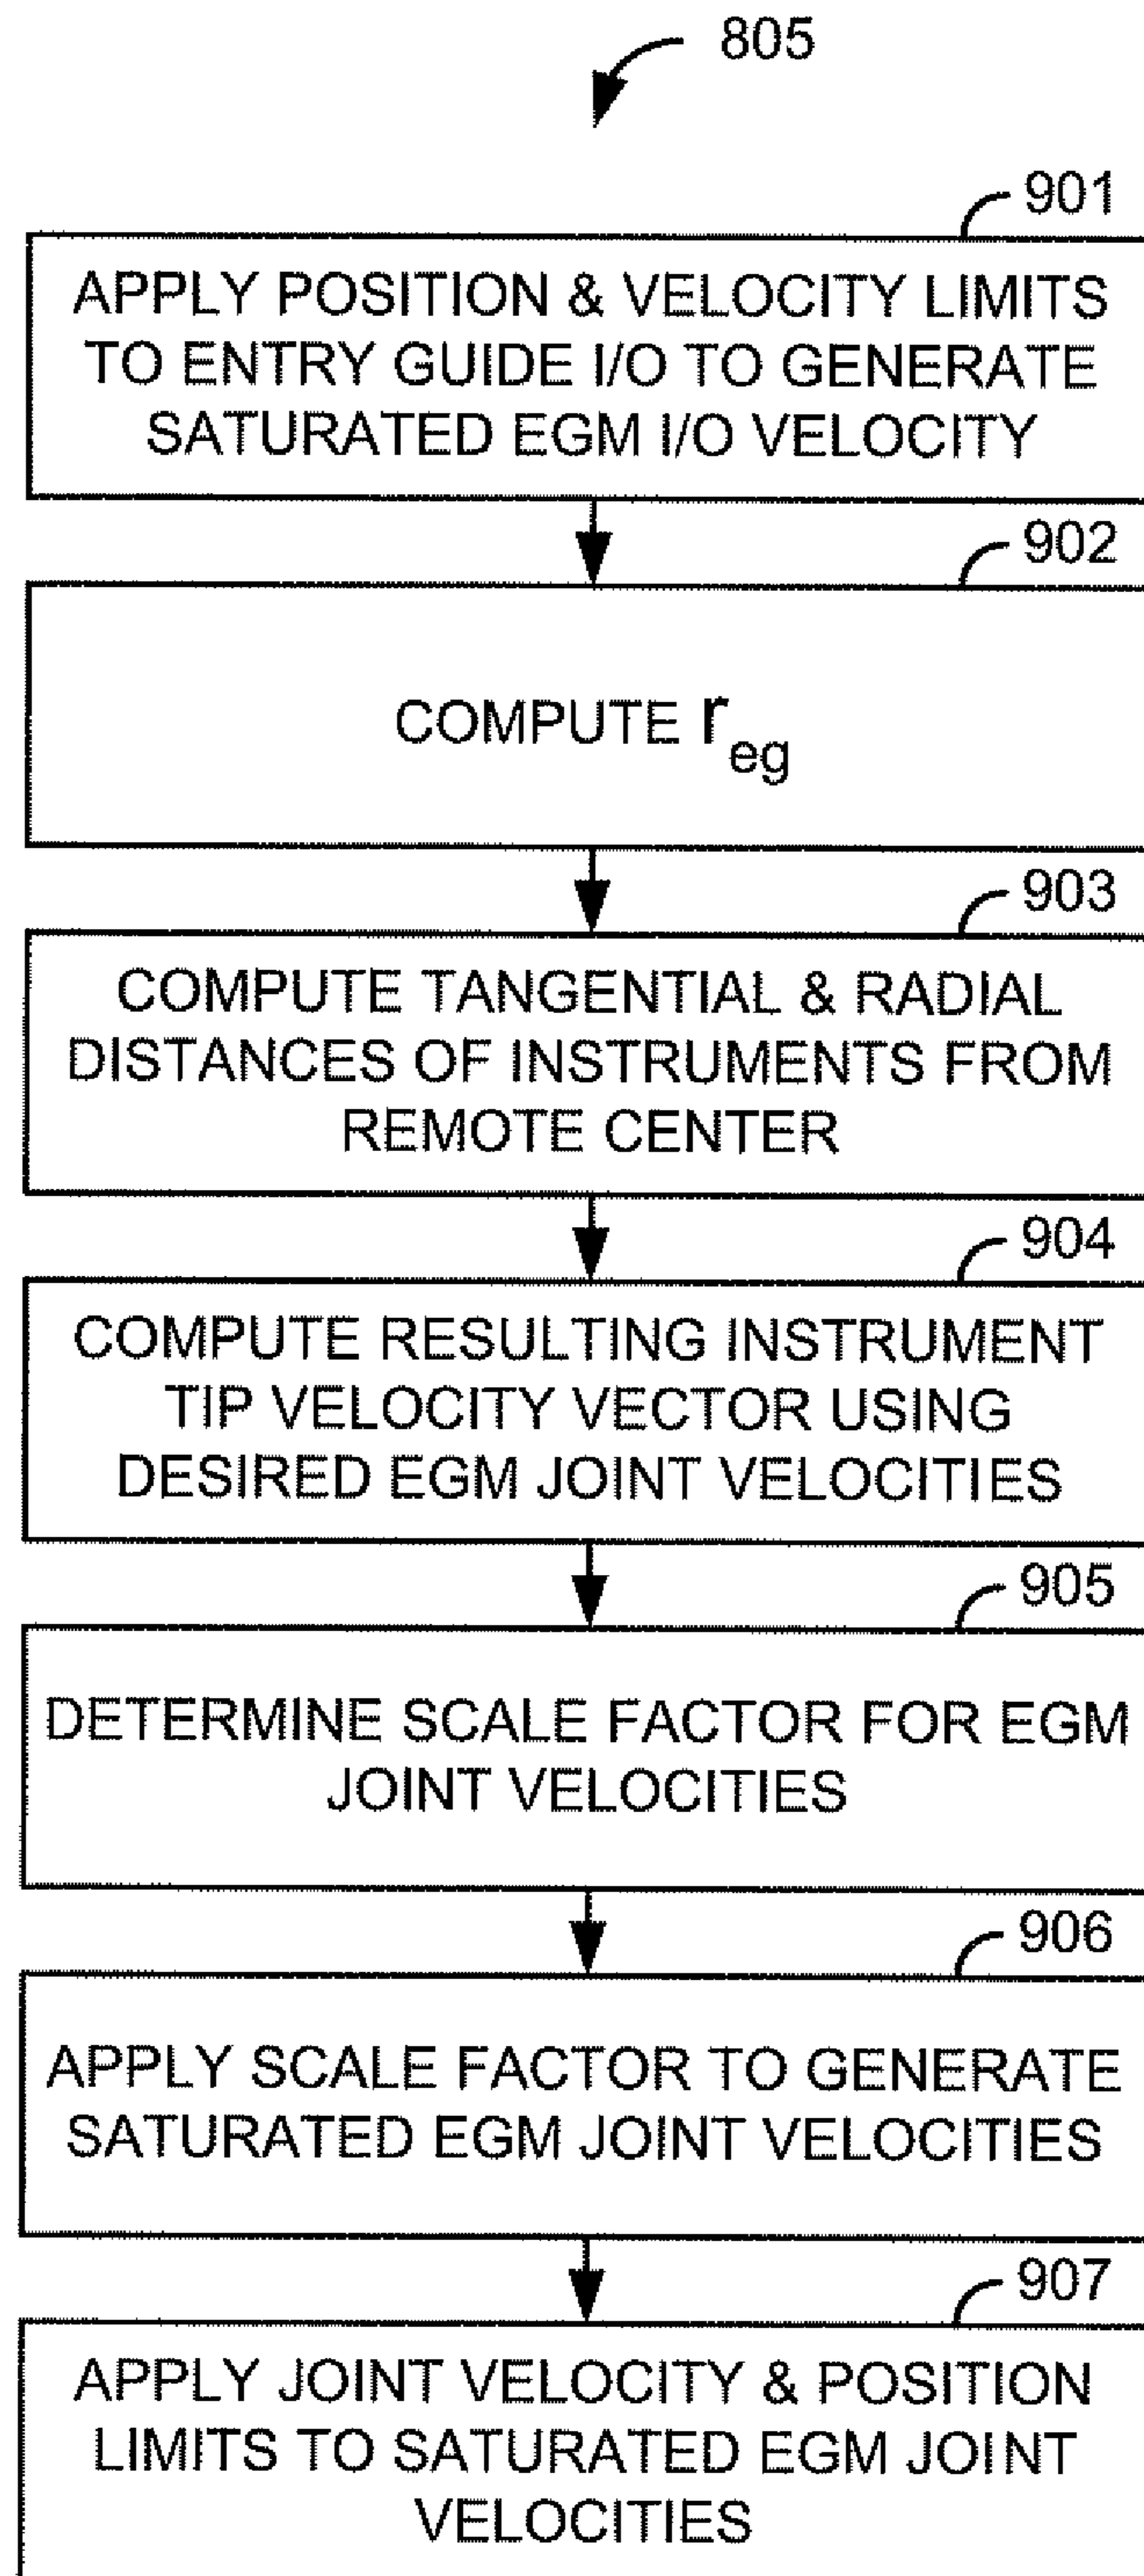 805
901
APPLY POSITION & VELOCITY LIMITS
TO ENTRY GUIDE I/O TO GENERATE
SATURATED EGM I/O VELOCITY
902
COMPUTE r_eg
903
COMPUTE TANGENTIAL & RADIAL
DISTANCES OF INSTRUMENTS FROM
REMOTE CENTER
904
COMPUTE RESULTING INSTRUMENT
TIP VELOCITY VECTOR USING
DESIRED EGM JOINT VELOCITIES
905
DETERMINE SCALE FACTOR FOR EGM
JOINT VELOCITIES
906
APPLY SCALE FACTOR TO GENERATE
SATURATED EGM JOINT VELOCITIES
907
APPLY JOINT VELOCITY & POSITION
LIMITS TO SATURATED EGM JOINT
VELOCITIES